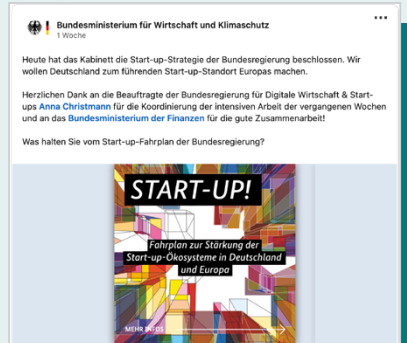 Bundesministerium für Wirtschaft und Klimaschutz
1 Woche
Heute hat das Kabinett die Start-up-Strategie der Bundesregierung beschlossen. Wir
wollen Deutschland zum führenden Start-up-Standort Europas machen.
Herzlichen Dank an die Beauftragte der Bundesregierung für Digitale Wirtschaft & Start-
ups Anna Christmann für die Koordinierung der intensiven Arbeit der vergangenen Wochen
und an das Bundesministerium der Finanzen für die gute Zusammenarbeit!
Was halten Sie vom Start-up-Fahrplan der Bundesregierung?
START-UP!
Fahrplan zur Stärkung der
Start-up-Ökosysteme in Deutschland
und Europa
MEHR INFOS